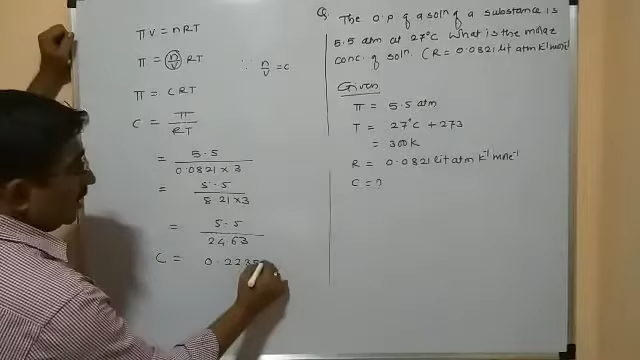 πV = nRT
π = n/V RT ∵ n/V = C
π = CRT
C = π/RT
= 5.5/0.0821 × 3
= 5.5/8.21 × 3
= 5.5/24.63
C = 0.2235
Q. The O.P of a soln of a substance is
5.5 atm at 27°C What is the molar
conc. of soln. (R = 0.0821 lit atm K⁻¹ mole⁻¹
Given
π = 5.5 atm
T = 27°C + 273
= 300k
R = 0.0821 lit atm K⁻¹ mole⁻¹
C = ?